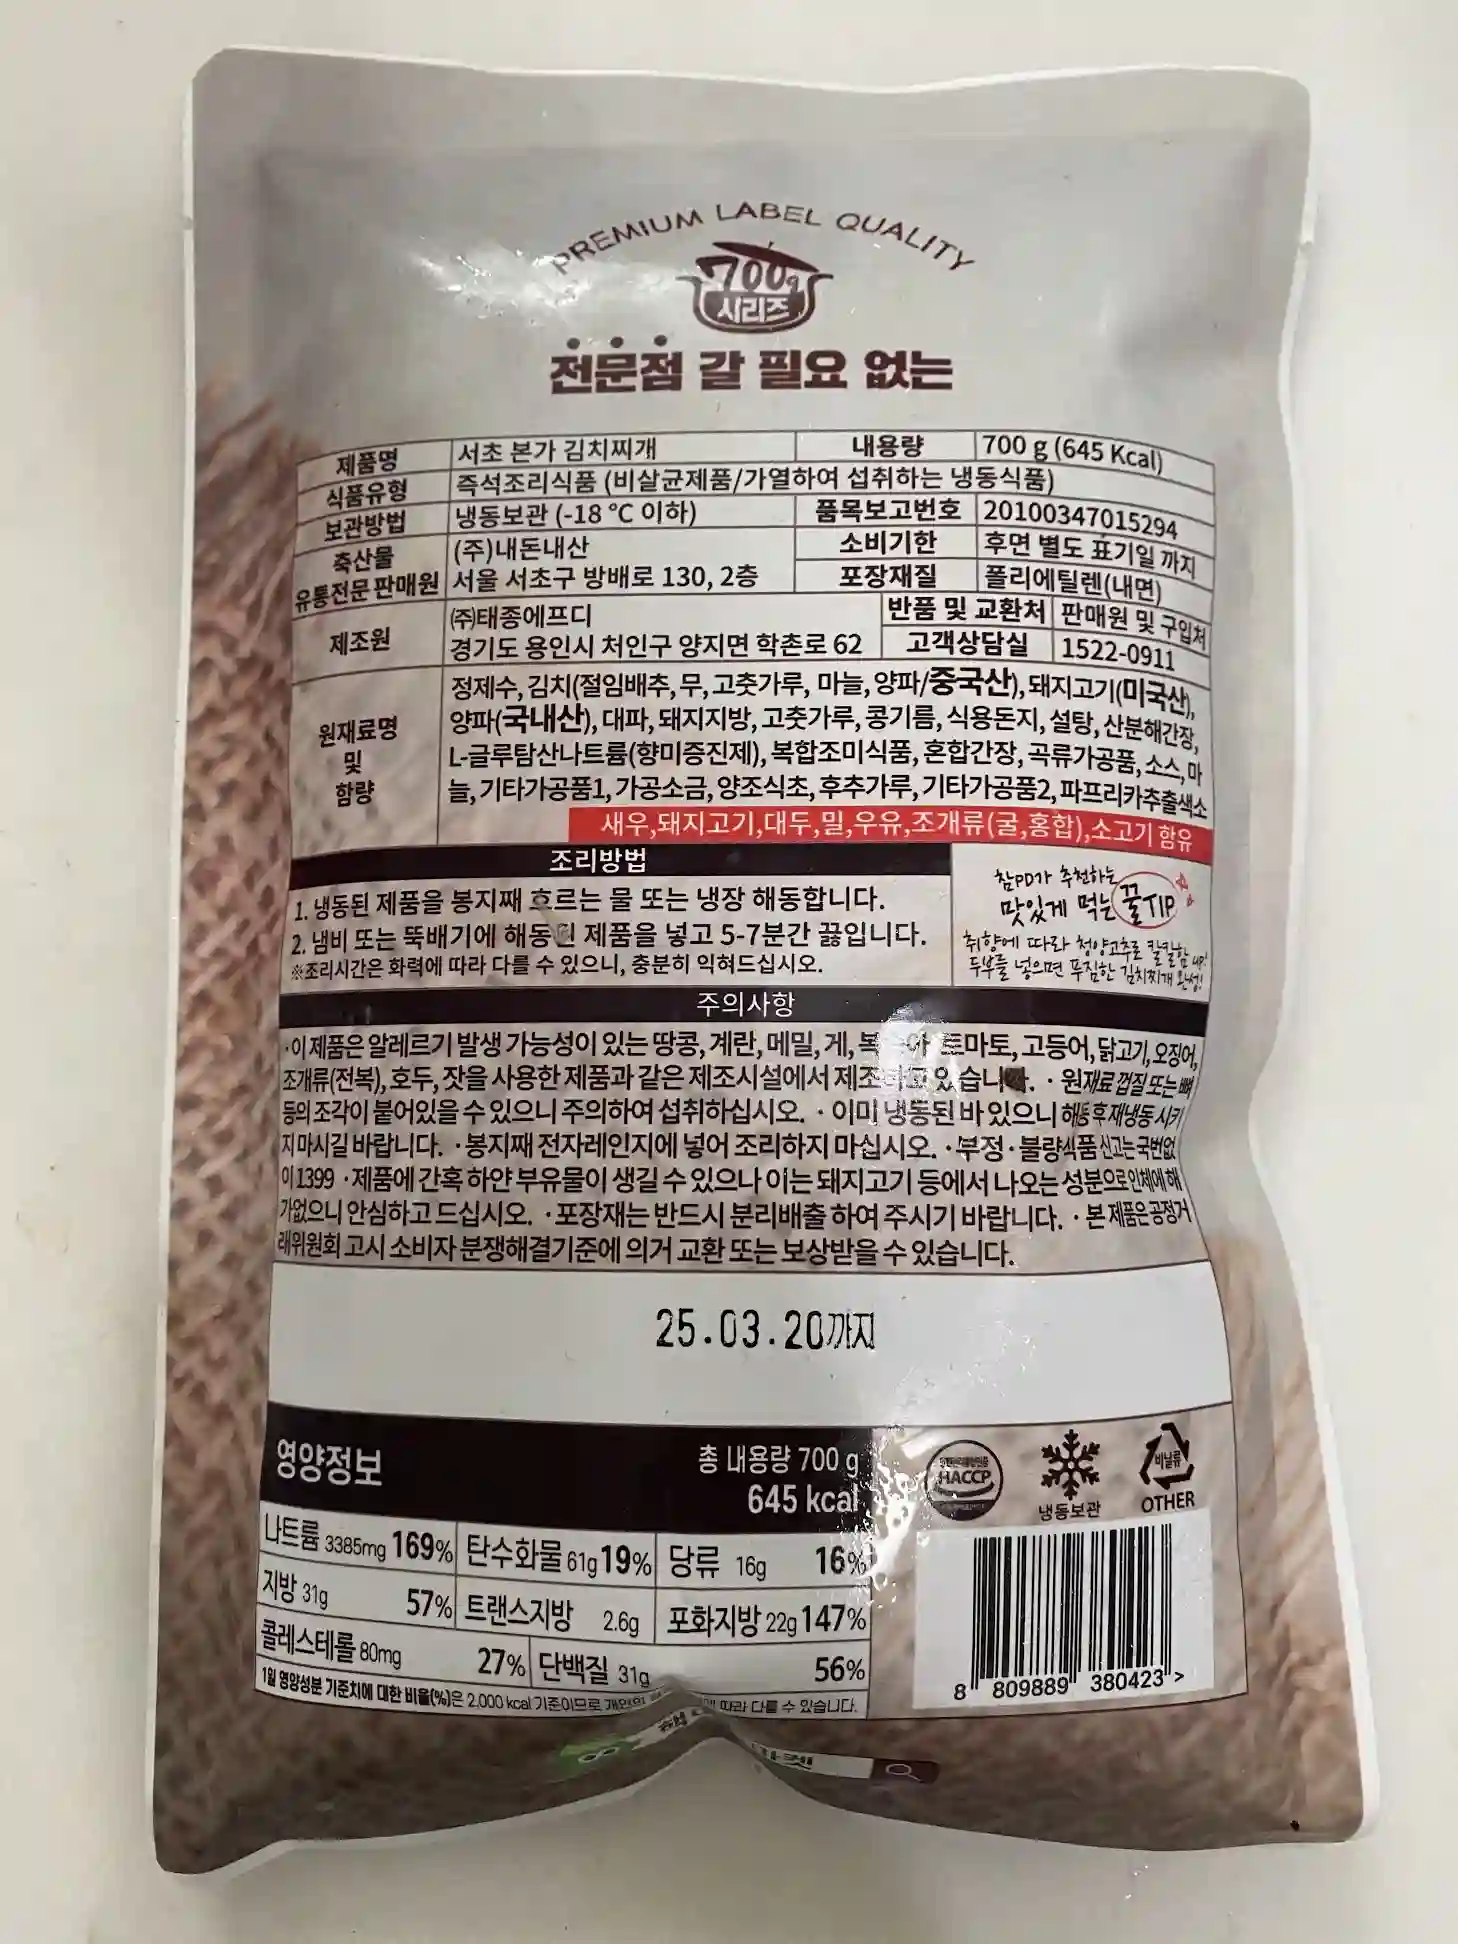 PREMIUM LABEL QUALITY
700g
시리즈
전문점 갈 필요 없는
제품명 서초 본가 김치찌개 내용량 700 g (645 Kcal)
식품유형 즉석조리식품 (비살균제품/가열하여 섭취하는 냉동식품)
보관방법 냉동보관 (-18 °C 이하) 품목보고번호 20100347015294
축산물 유통전문 판매원 (주)내돈내산 소비기한 후면 별도 표기일 까지
서울 서초구 방배로 130, 2층 포장재질 폴리에틸렌(내면)
제조원 ㈜태종에프디 반품 및 교환처 판매원 및 구입처
경기도 용인시 처인구 양지면 학촌로 62 고객상담실 1522-0911
원재료명 및 함량
정제수, 김치(절임배추, 무, 고춧가루, 마늘, 양파/중국산), 돼지고기(미국산),
양파(국내산), 대파, 돼지지방, 고춧가루, 콩기름, 식용돈지, 설탕, 산분해간장,
L-글루탐산나트륨(향미증진제), 복합조미식품, 혼합간장, 곡류가공품, 소스, 마
늘, 기타가공품1, 가공소금, 양조식초, 후추가루, 기타가공품2, 파프리카추출색소
새우,돼지고기,대두,밀,우유,조개류(굴,홍합),소고기 함유
조리방법
1. 냉동된 제품을 봉지째 흐르는 물 또는 냉장 해동합니다.
2. 냄비 또는 뚝배기에 해동된 제품을 넣고 5-7분간 끓입니다.
※조리시간은 화력에 따라 다를 수 있으니, 충분히 익혀드십시오.
참PD가 추천하는
맛있게 먹는 꿀TIP
취향에 따라 청양고추로 칼칼함 up!
두부를 넣으면 푸짐한 김치찌개 완성!
주의사항
·이 제품은 알레르기 발생 가능성이 있는 땅콩, 계란, 메밀, 게, 토마토, 고등어, 닭고기, 오징어,
조개류(전복), 호두, 잣을 사용한 제품과 같은 제조시설에서 제조하고 있습니다. · 원재료 껍질 또는 뼈
등의 조각이 붙어있을 수 있으니 주의하여 섭취하십시오. · 이미 냉동된 바 있으니 해동 후 재냉동 시키
지 마시길 바랍니다. ·봉지째 전자레인지에 넣어 조리하지 마십시오. ·부정·불량식품 신고는 국번없
이 1399 ·제품에 간혹 하얀 부유물이 생길 수 있으나 이는 돼지고기 등에서 나오는 성분으로 인체에 해
가없으니 안심하고 드십시오. ·포장재는 반드시 분리배출 하여 주시기 바랍니다. · 본 제품은 공정거
래위원회 고시 소비자 분쟁해결기준에 의거 교환 또는 보상받을 수 있습니다.
25.03.20까지
영양정보 총 내용량 700 g
645 kcal
나트륨 3385mg 169% 탄수화물 61g 19% 당류 16g 16%
지방 31g 57% 트랜스지방 2.6g 포화지방 22g 147%
콜레스테롤 80mg 27% 단백질 31g 56%
1일 영양성분 기준치에 대한 비율(%)은 2,000 kcal 기준이므로 따라 다를 수 있습니다.
HACCP
냉동보관
비닐류
OTHER
8 809889 380423 >